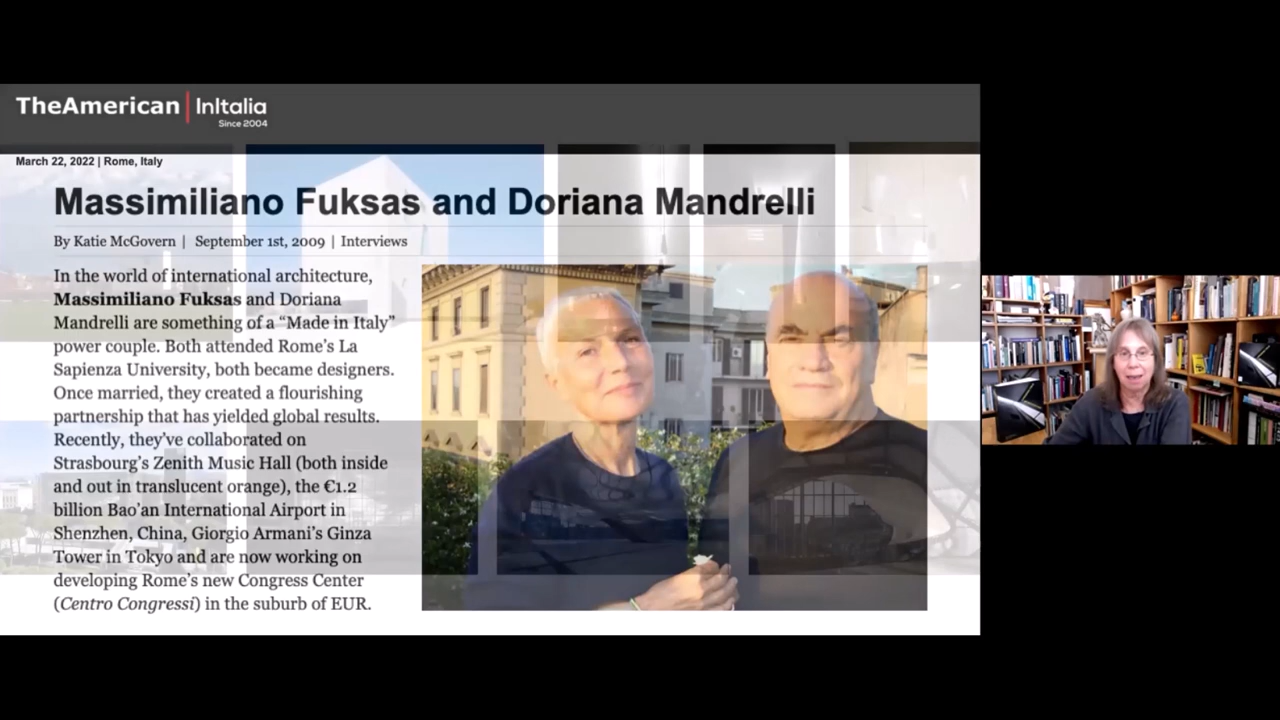 TheAmerican | InItalia
Since 2004
March 22, 2022 | Rome, Italy
Massimiliano Fuksas and Doriana Mandrelli
By Katie McGovern | September 1st, 2009 | Interviews
In the world of international architecture,
Massimiliano Fuksas and Doriana
Mandrelli are something of a “Made in Italy”
power couple. Both attended Rome’s La
Sapienza University, both became designers.
Once married, they created a flourishing
partnership that has yielded global results.
Recently, they’ve collaborated on
Strasbourg’s Zenith Music Hall (both inside
and out in translucent orange), the €1.2
billion Bao’an International Airport in
Shenzhen, China, Giorgio Armani’s Ginza
Tower in Tokyo and are now working on
developing Rome’s new Congress Center
(Centro Congressi) in the suburb of EUR.